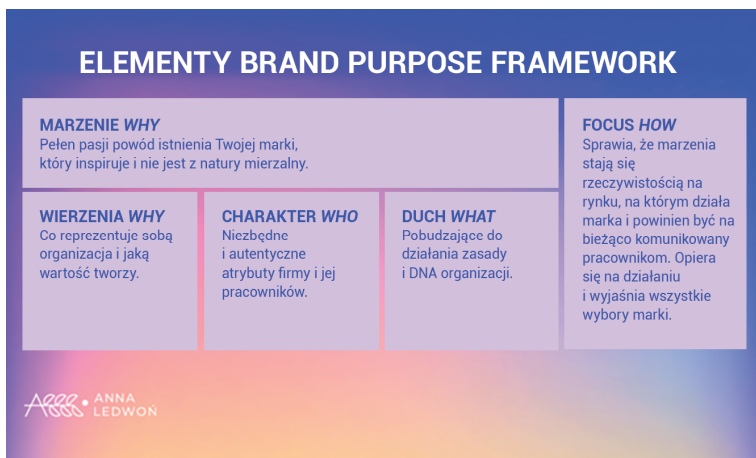 ELEMENTY BRAND PURPOSE FRAMEWORK
MARZENIE WHY
Pełen pasji powód istnienia Twojej marki,
który inspiruje i nie jest z natury mierzalny.
WIERZENIA WHY
Co reprezentuje sobą
organizacja i jaką
wartość tworzy.
CHARAKTER WHO
Niezbędne
i autentyczne
atrybuty firmy i jej
pracowników.
DUCH WHAT
Pobudzające do
działania zasady
i DNA organizacji.
FOCUS HOW
Sprawia, że marzenia
stają się
rzeczywistością na
rynku, na którym działa
marka i powinien być na
bieżąco komunikowany
pracownikom. Opiera
się na działaniu
i wyjaśnia wszystkie
wybory marki.
ANNA
LEDWOŃ